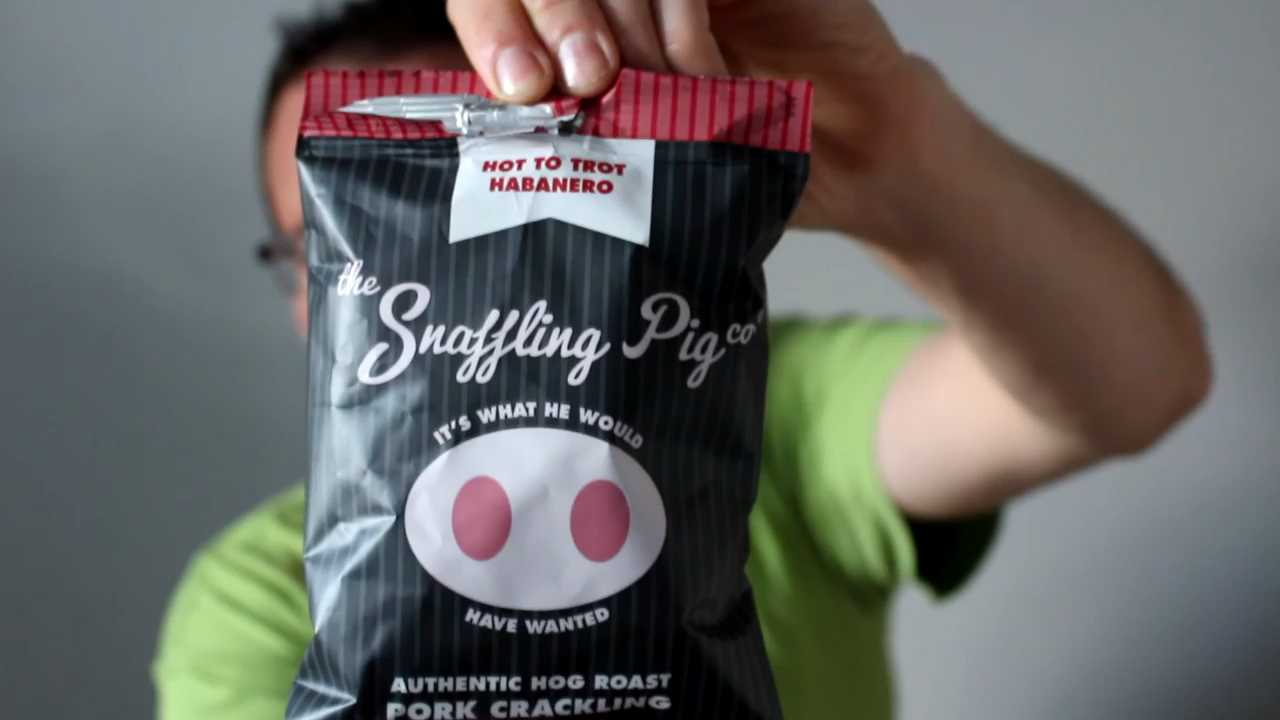 HOT TO TROT
HABANERO
the Snaffling Pig co
IT'S WHAT HE WOULD
HAVE WANTED
AUTHENTIC HOG ROAST
PORK CRACKLING